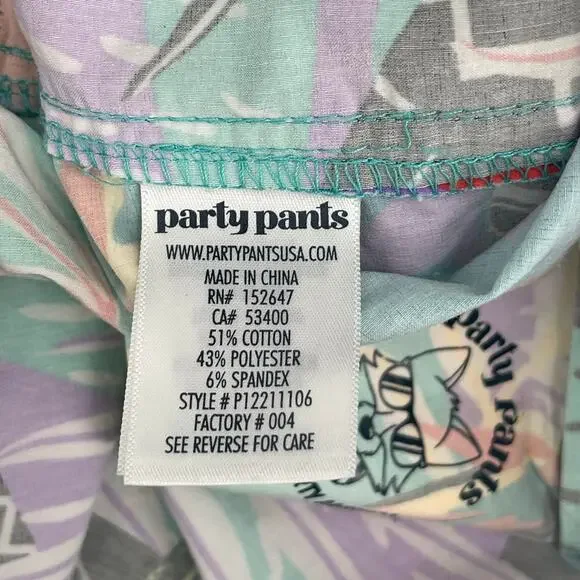 party pants
WWW.PARTYPANTSUSA.COM
MADE IN CHINA
RN# 152647
CA# 53400
51% COTTON
43% POLYESTER
6% SPANDEX
STYLE # P12211106
FACTORY # 004
SEE REVERSE FOR CARE
party pants